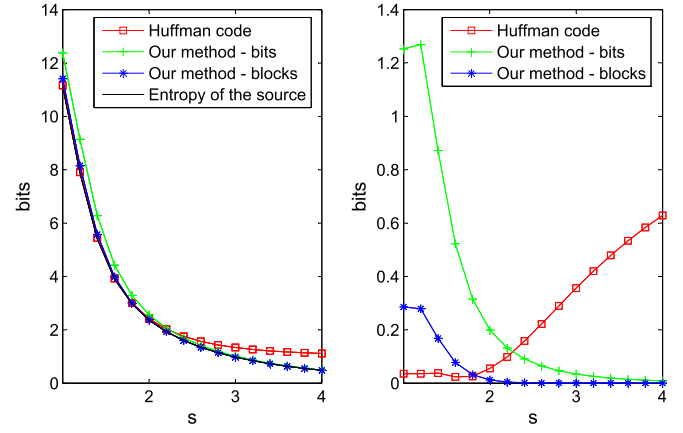 14
12
10
8
6
4
2
0
bits
2
3
4
s
Huffman code
Our method - bits
Our method - blocks
Entropy of the source
1.4
1.2
1
0.8
0.6
0.4
0.2
0
bits
2
3
4
s
Huffman code
Our method - bits
Our method - blocks